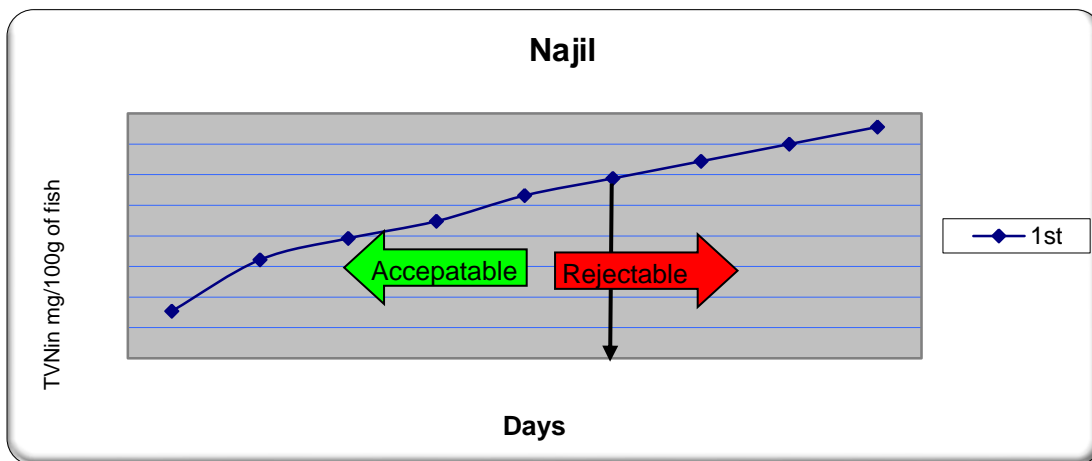 Najil
TVNin mg/100g of fish
Accepatable
Rejectable
1st
Days